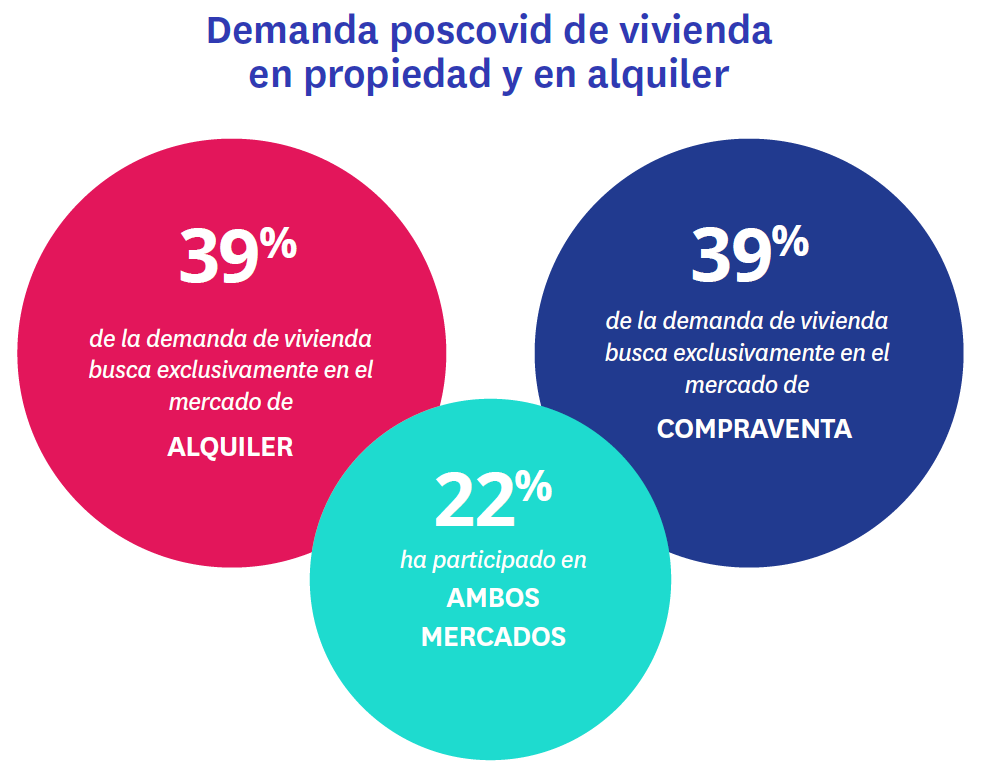 Demanda poscovid de vivienda
en propiedad y en alquiler
39%
de la demanda de vivienda
busca exclusivamente en el
mercado de
ALQUILER
39%
de la demanda de vivienda
busca exclusivamente en el
mercado de
COMPRAVENTA
22%
ha participado en
AMBOS
MERCADOS